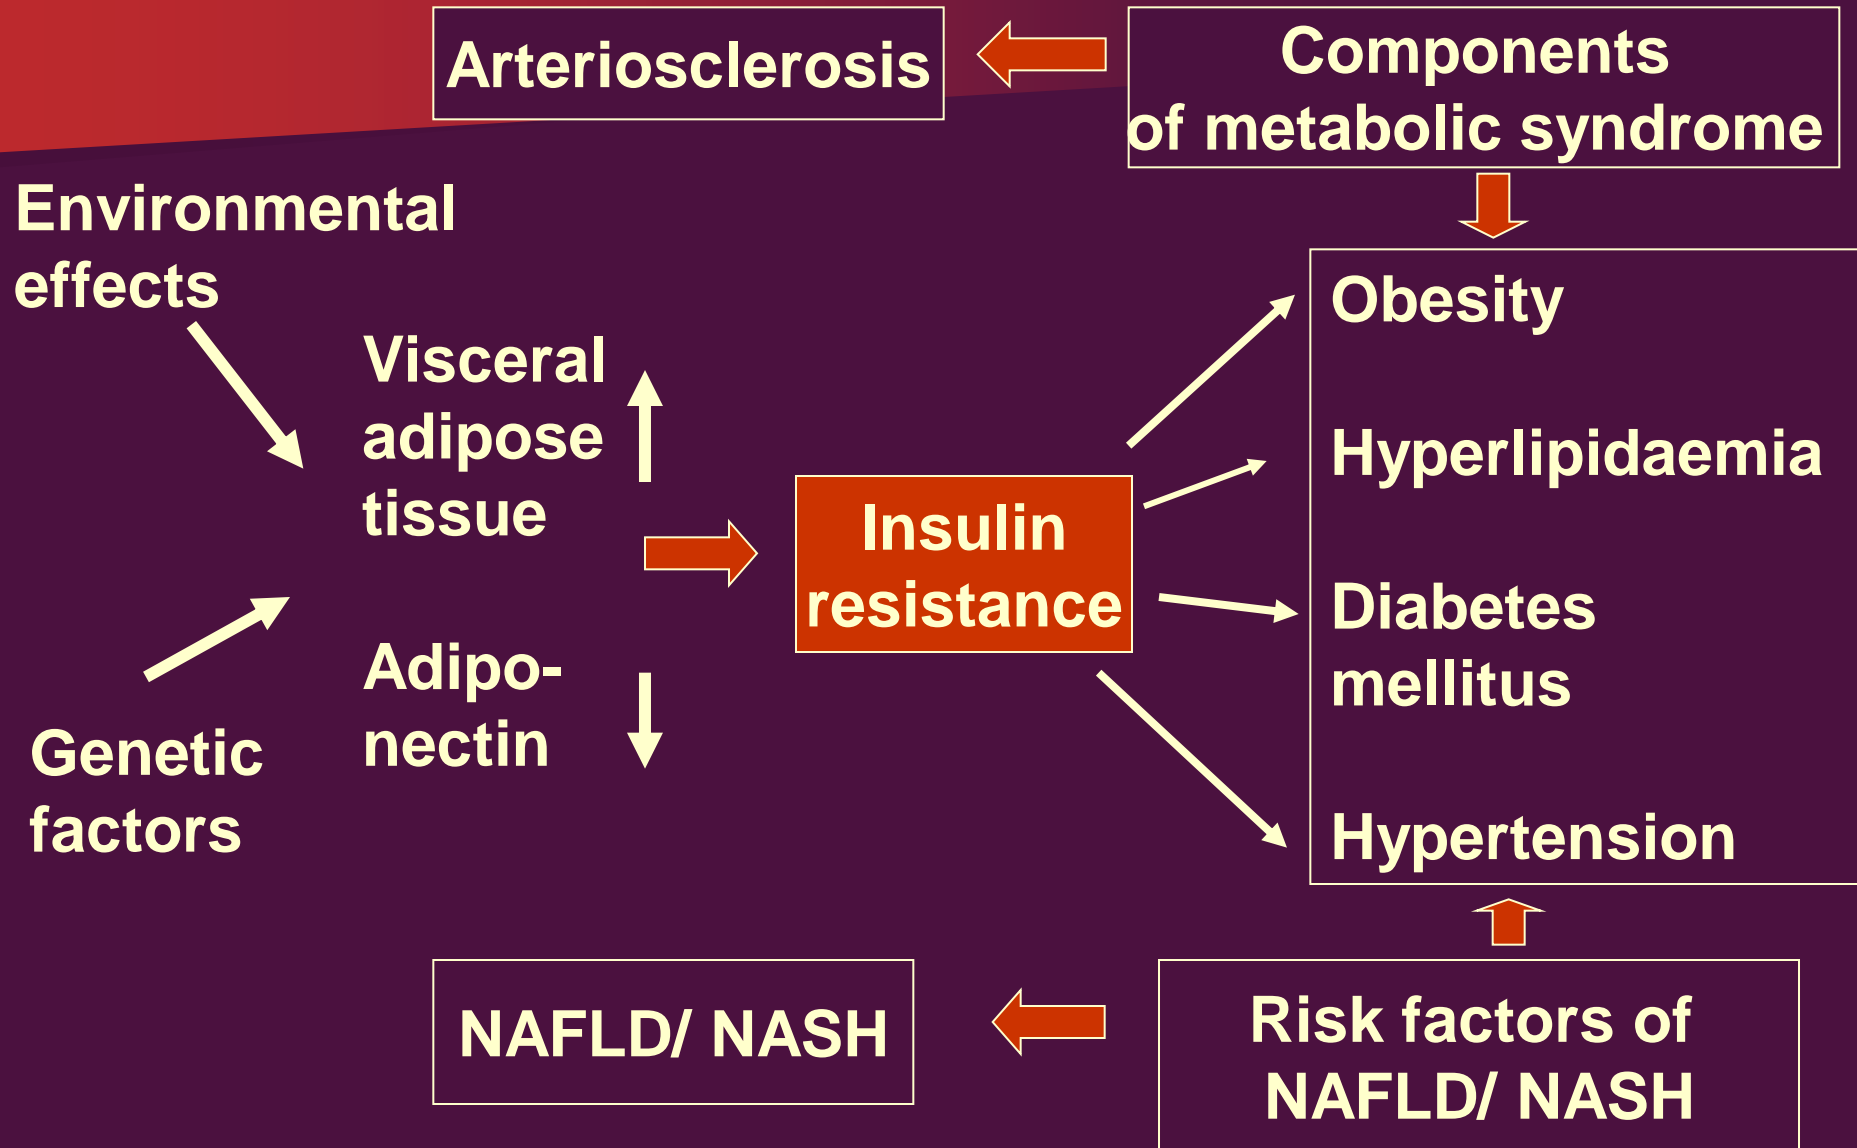 Arteriosclerosis
Components
of metabolic syndrome
Environmental
effects
Visceral
adipose
tissue
Adipo-
nectin
Genetic
factors
Insulin
resistance
Obesity
Hyperlipidaemia
Diabetes
mellitus
Hypertension
NAFLD/ NASH
Risk factors of
NAFLD/ NASH